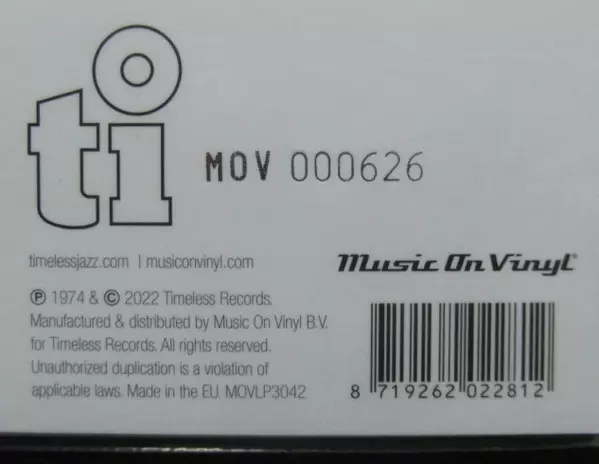 ti
MOV 000626
timelessjazz.com | musiconvinyl.com
Music On Vinyl
℗ 1974 & © 2022 Timeless Records.
Manufactured & distributed by Music On Vinyl B.V.
for Timeless Records. All rights reserved.
Unauthorized duplication is a violation of
applicable laws. Made in the EU. MOVLP3042
8 719262 022812